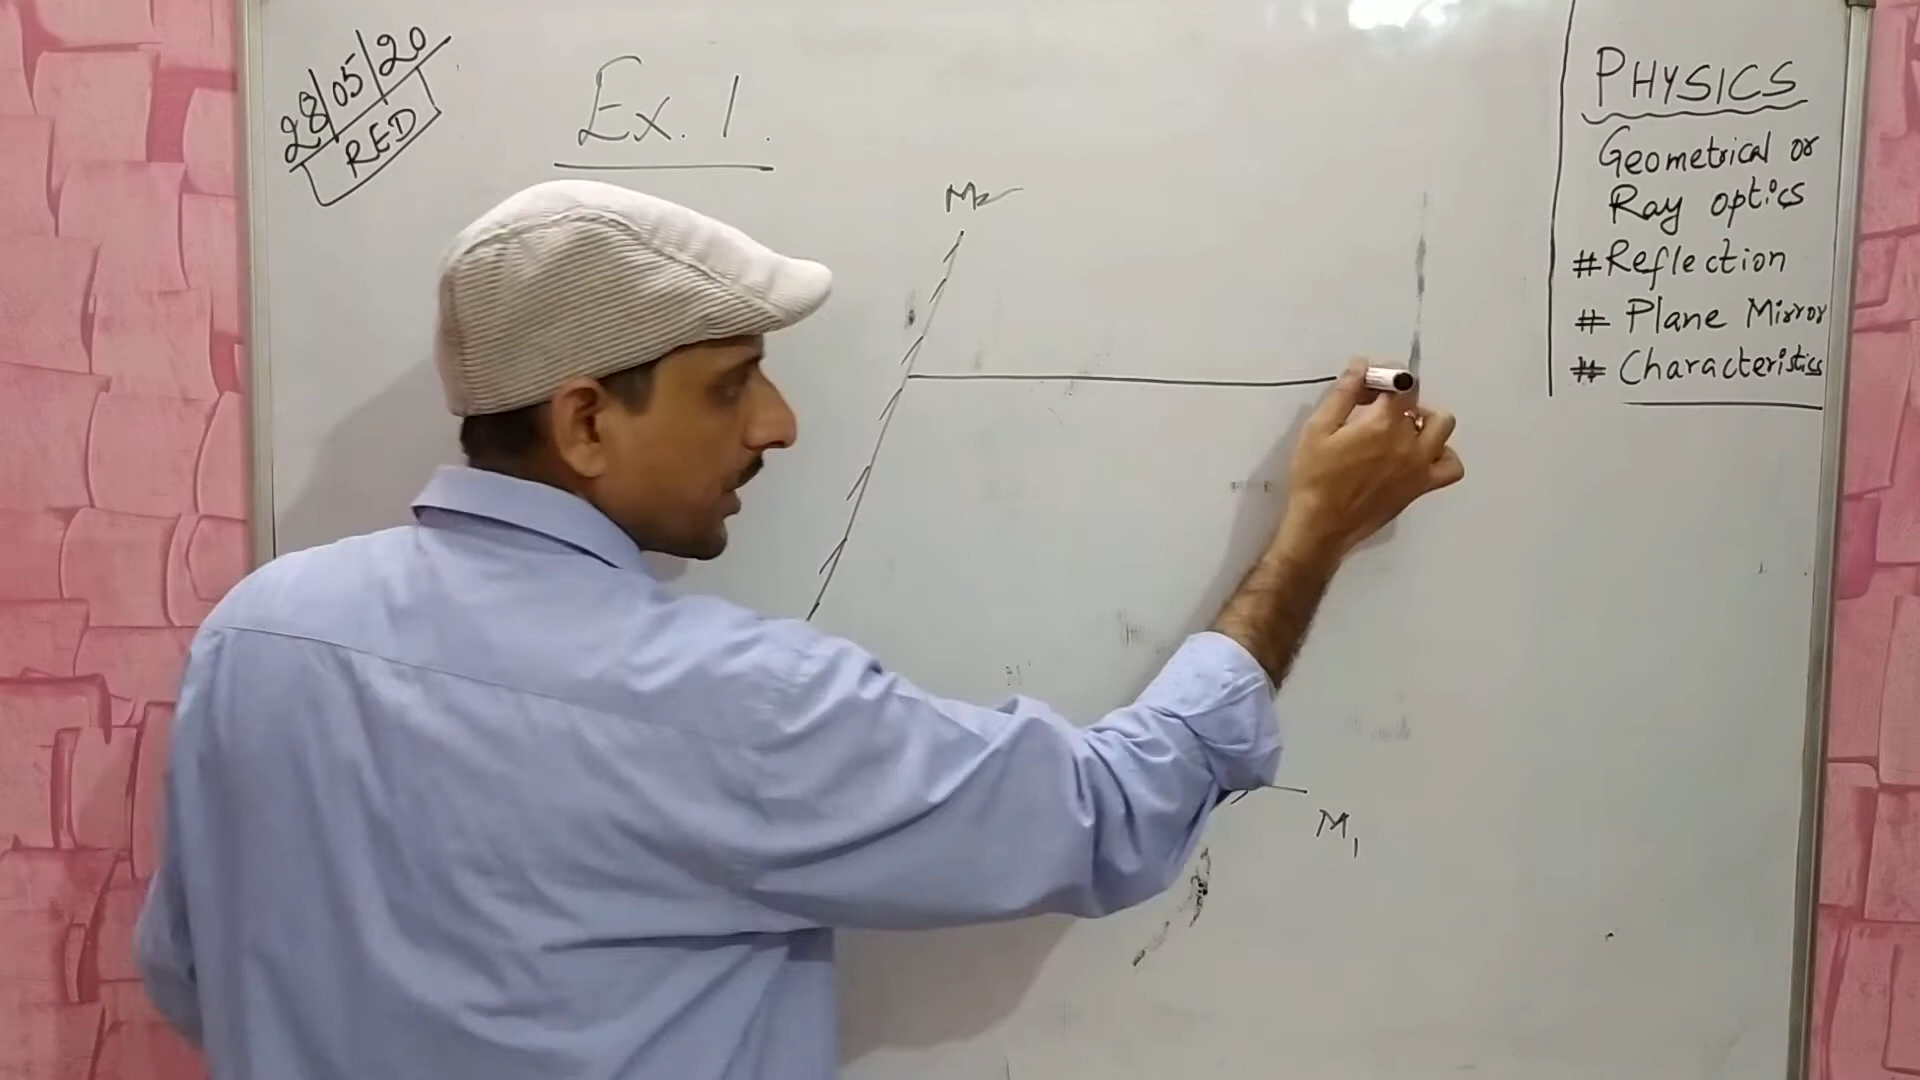 28/05/20
RED
Ex. 1.
M2
M1
PHYSICS
Geometrical or
Ray optics
# Reflection
# Plane Mirror
# Characteristics